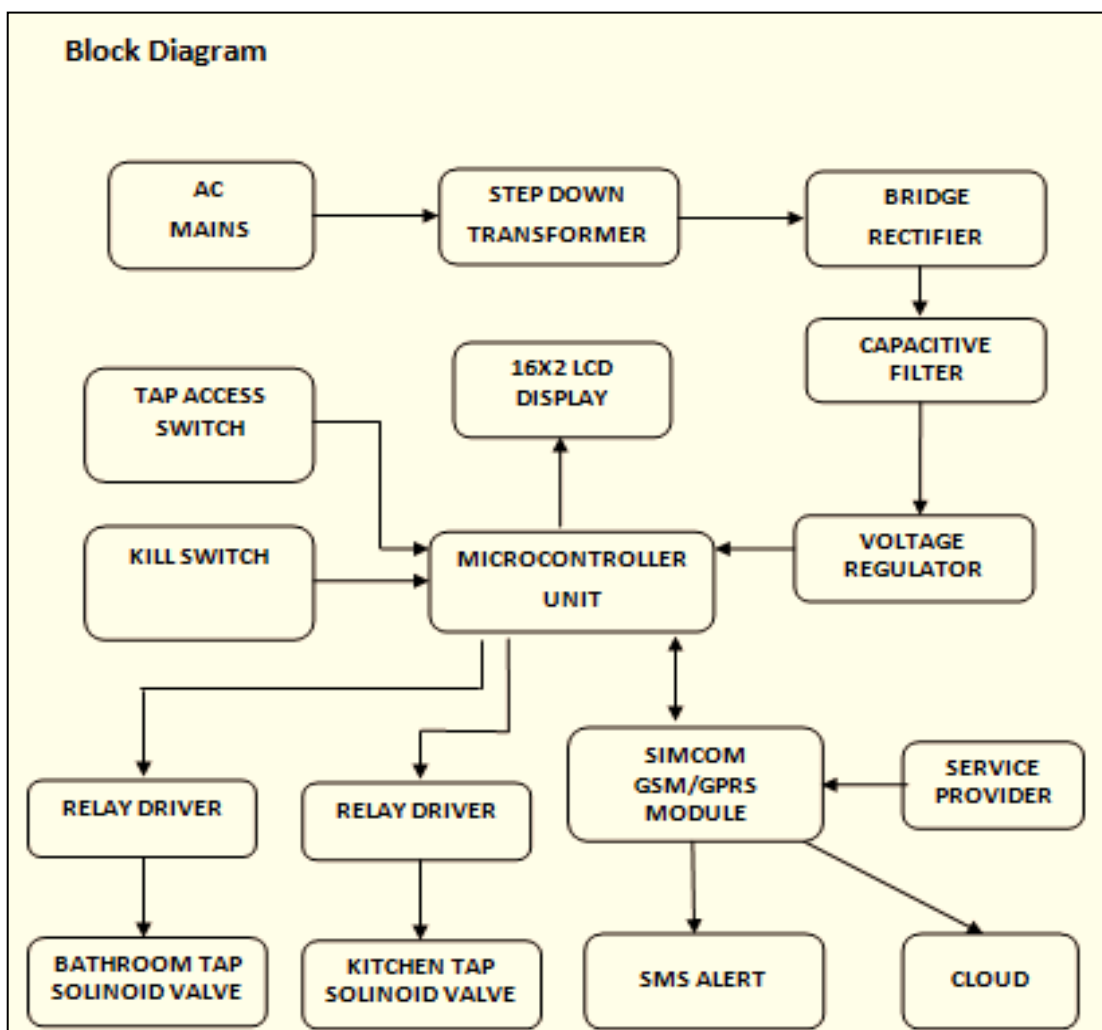 Block Diagram
AC
MAINS
STEP DOWN
TRANSFORMER
BRIDGE
RECTIFIER
CAPACITIVE
FILTER
16X2 LCD
DISPLAY
TAP ACCESS
SWITCH
KILL SWITCH
MICROCONTROLLER
UNIT
VOLTAGE
REGULATOR
RELAY DRIVER
RELAY DRIVER
SIMCOM
GSM/GPRS
MODULE
SERVICE
PROVIDER
BATHROOM TAP
SOLINOID VALVE
KITCHEN TAP
SOLINOID VALVE
SMS ALERT
CLOUD